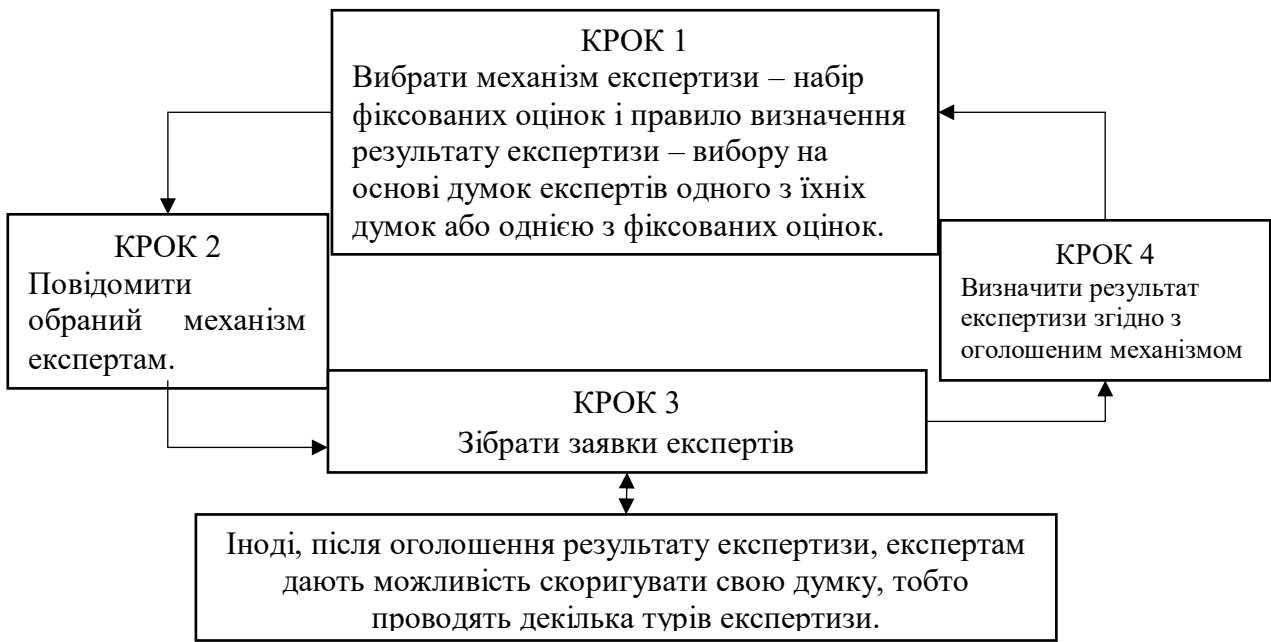 КРОК 1
Вибрати механізм експертизи – набір
фіксованих оцінок і правило визначення
результату експертизи – вибору на
основі думок експертів одного з їхніх
думок або однією з фіксованих оцінок.
КРОК 2
Повідомити
обраний механізм
експертам.
КРОК 3
Зібрати заявки експертів
КРОК 4
Визначити результат
експертизи згідно з
оголошеним механізмом
Іноді, після оголошення результату експертизи, експертам
дають можливість скоригувати свою думку, тобто
проводять декілька турів експертизи.